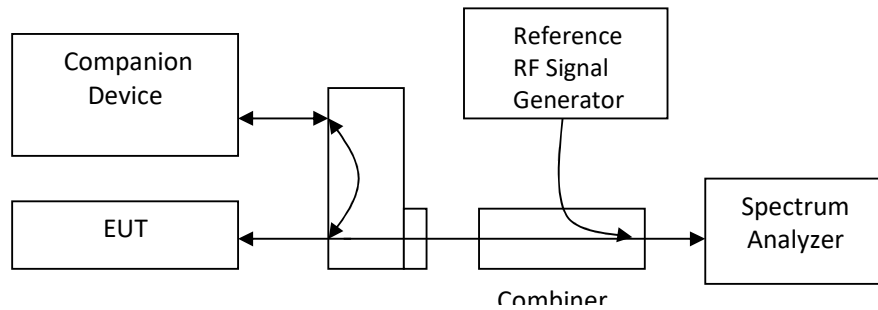 Companion
Device
Reference
RF Signal
Generator
EUT
Spectrum
Analyzer
Combiner